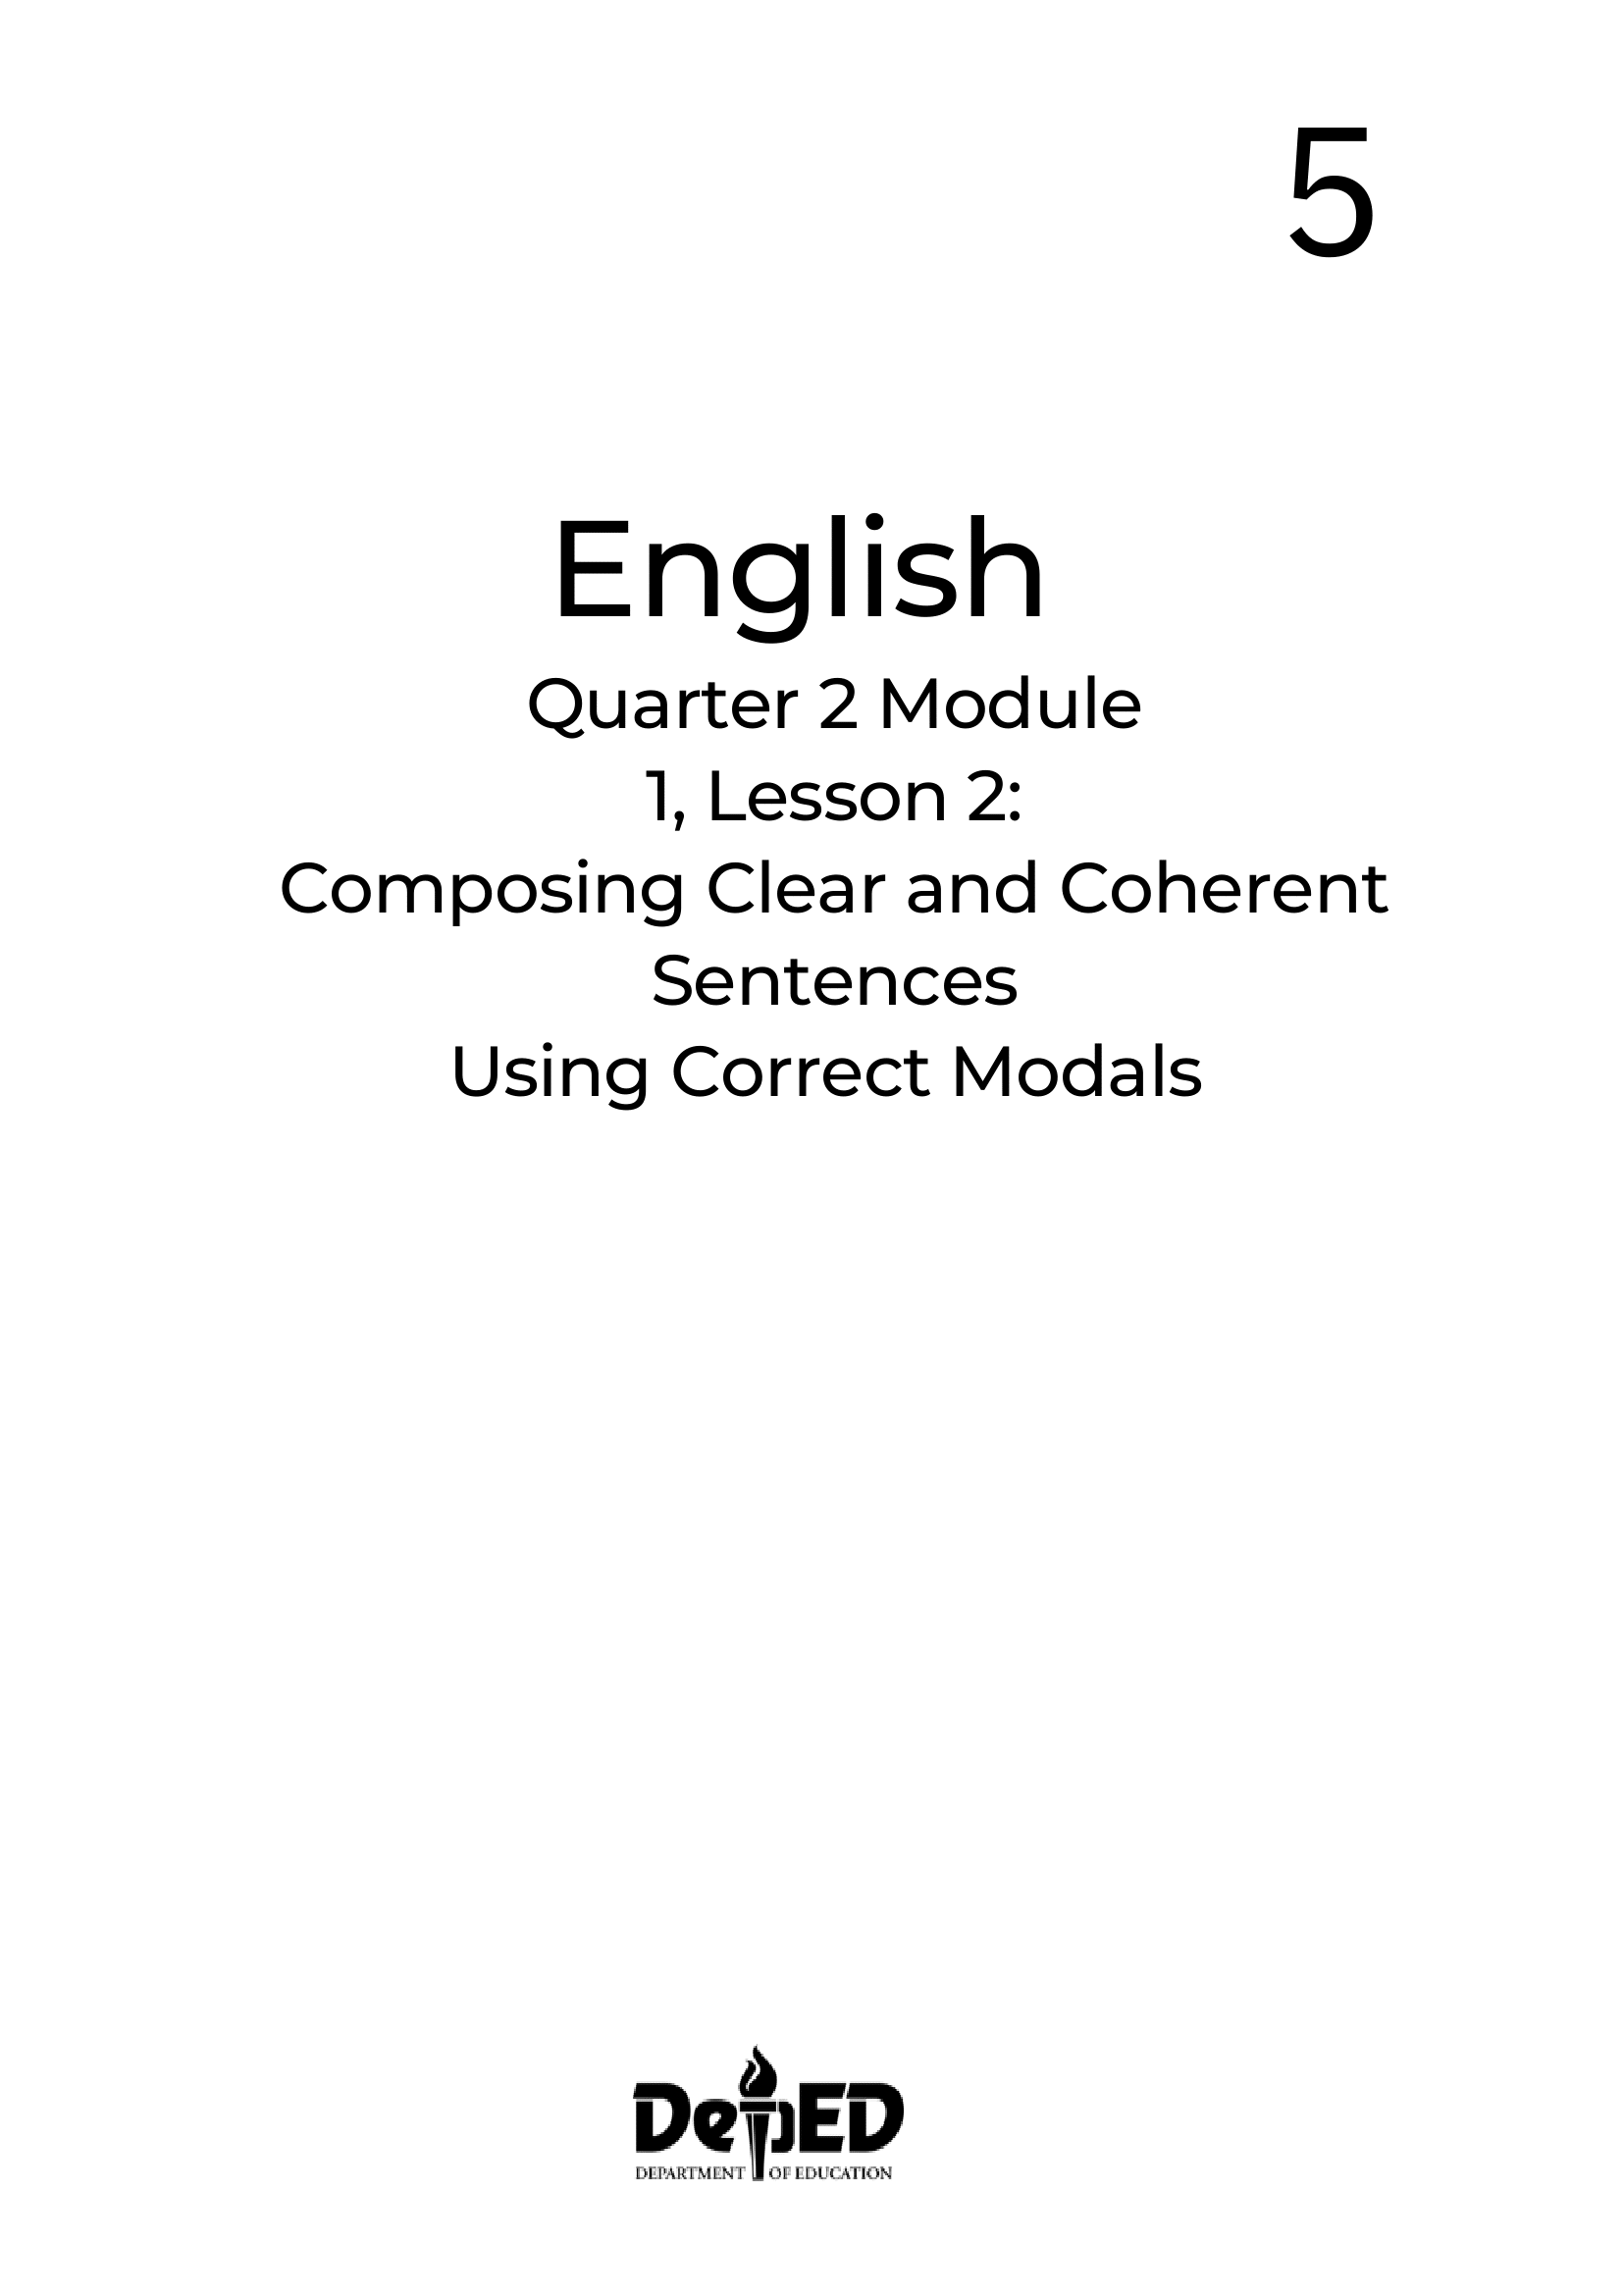 5
English
Quarter 2 Module
1, Lesson 2:
Composing Clear and Coherent
Sentences
Using Correct Modals
DepED
DEPARTMENT OF EDUCATION